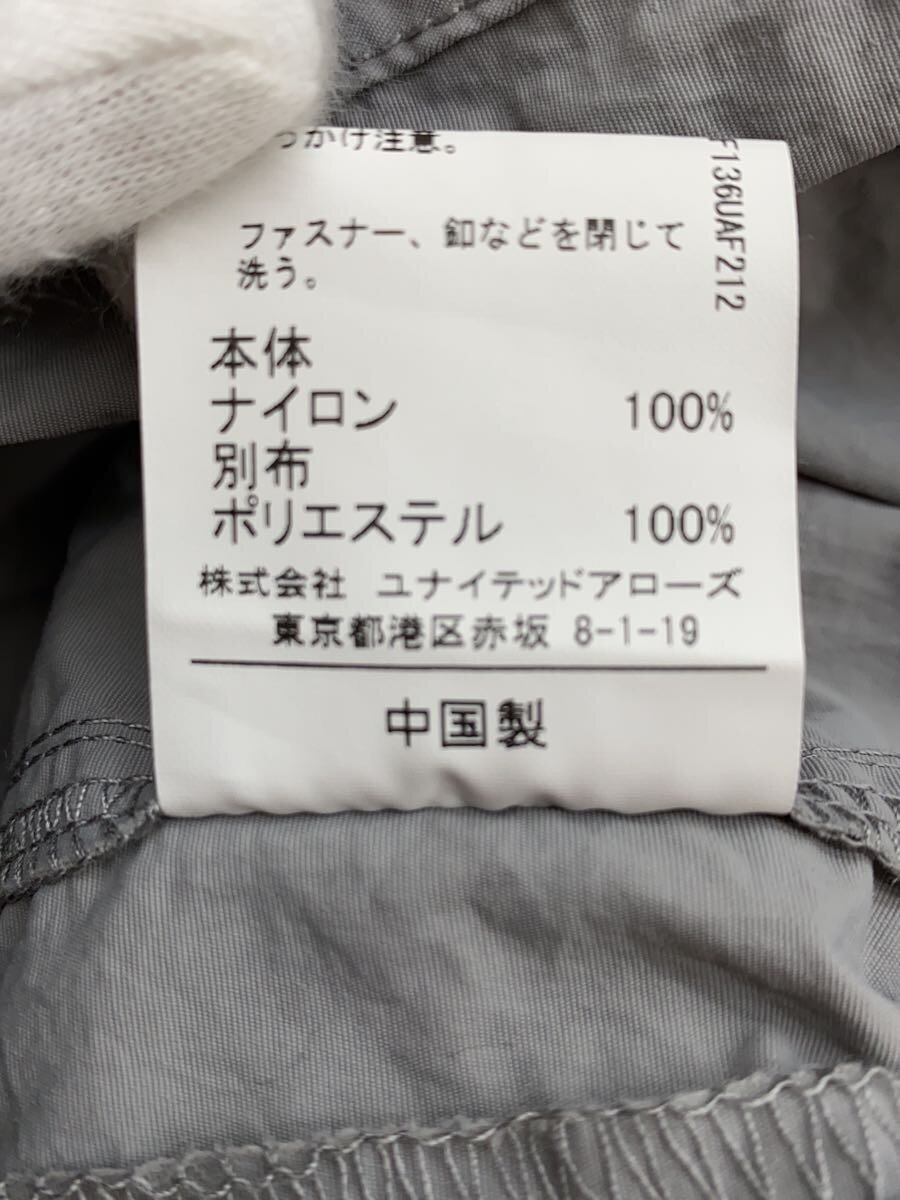 っかけ注意。
ファスナー、釦などを閉じて
洗う。
本体
ナイロン 100%
別布
ポリエステル 100%
株式会社 ユナイテッドアローズ
東京都港区赤坂 8-1-19
中国製
F136UAF212